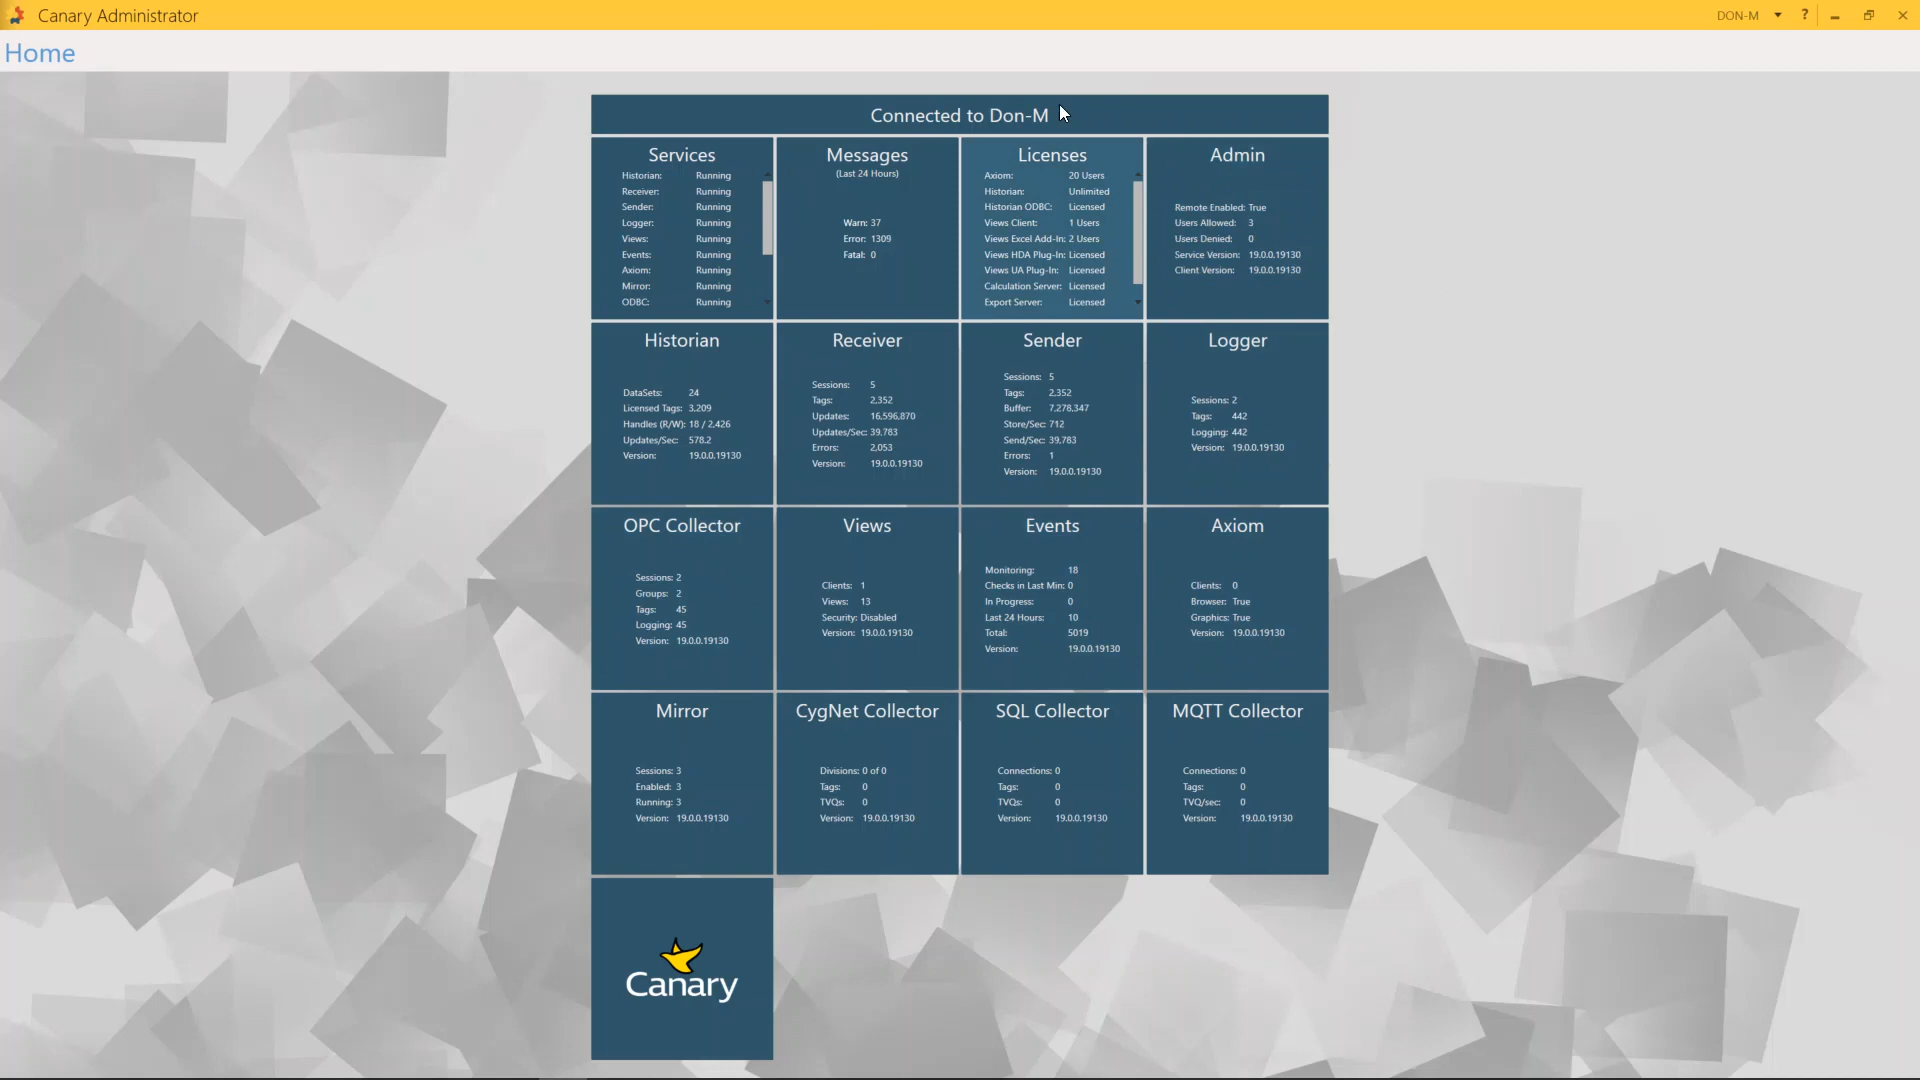 Canary Administrator
DON-M
?
Home
Connected to Don-M
Services
Historian: Running
Receiver: Running
Sender: Running
Logger: Running
Views: Running
Events: Running
Axiom: Running
Mirror: Running
ODBC: Running
Messages
(Last 24 Hours)
Warn: 37
Error: 1309
Fatal: 0
Licenses
Axiom: 20 Users
Historian: Unlimited
Historian ODBC: Licensed
Views Client: 1 Users
Views Excel Add-In: 2 Users
Views HDA Plug-In: Licensed
Views UA Plug-In: Licensed
Calculation Server: Licensed
Export Server: Licensed
Admin
Remote Enabled: True
Users Allowed: 3
Users Denied: 0
Service Version: 19.0.0.19130
Client Version: 19.0.0.19130
Historian
DataSets: 24
Licensed Tags: 3,209
Handles (R/W): 18 / 2,426
Updates/Sec: 578.2
Version: 19.0.0.19130
Receiver
Sessions: 5
Tags: 2,352
Updates: 16,596,870
Updates/Sec: 39,783
Errors: 2,053
Version: 19.0.0.19130
Sender
Sessions: 5
Tags: 2,352
Buffer: 7,278,347
Store/Sec: 712
Send/Sec: 39,783
Errors: 1
Version: 19.0.0.19130
Logger
Sessions: 2
Tags: 442
Logging: 442
Version: 19.0.0.19130
OPC Collector
Sessions: 2
Groups: 2
Tags: 45
Logging: 45
Version: 19.0.0.19130
Views
Clients: 1
Views: 13
Security: Disabled
Version: 19.0.0.19130
Events
Monitoring: 18
Checks in Last Min: 0
In Progress: 0
Last 24 Hours: 10
Total: 5019
Version: 19.0.0.19130
Axiom
Clients: 0
Browser: True
Graphics: True
Version: 19.0.0.19130
Mirror
Sessions: 3
Enabled: 3
Running: 3
Version: 19.0.0.19130
CygNet Collector
Divisions: 0 of 0
Tags: 0
TVQs: 0
Version: 19.0.0.19130
SQL Collector
Connections: 0
Tags: 0
TVQs: 0
Version: 19.0.0.19130
MQTT Collector
Connections: 0
Tags: 0
TVQ/sec: 0
Version: 19.0.0.19130
Canary